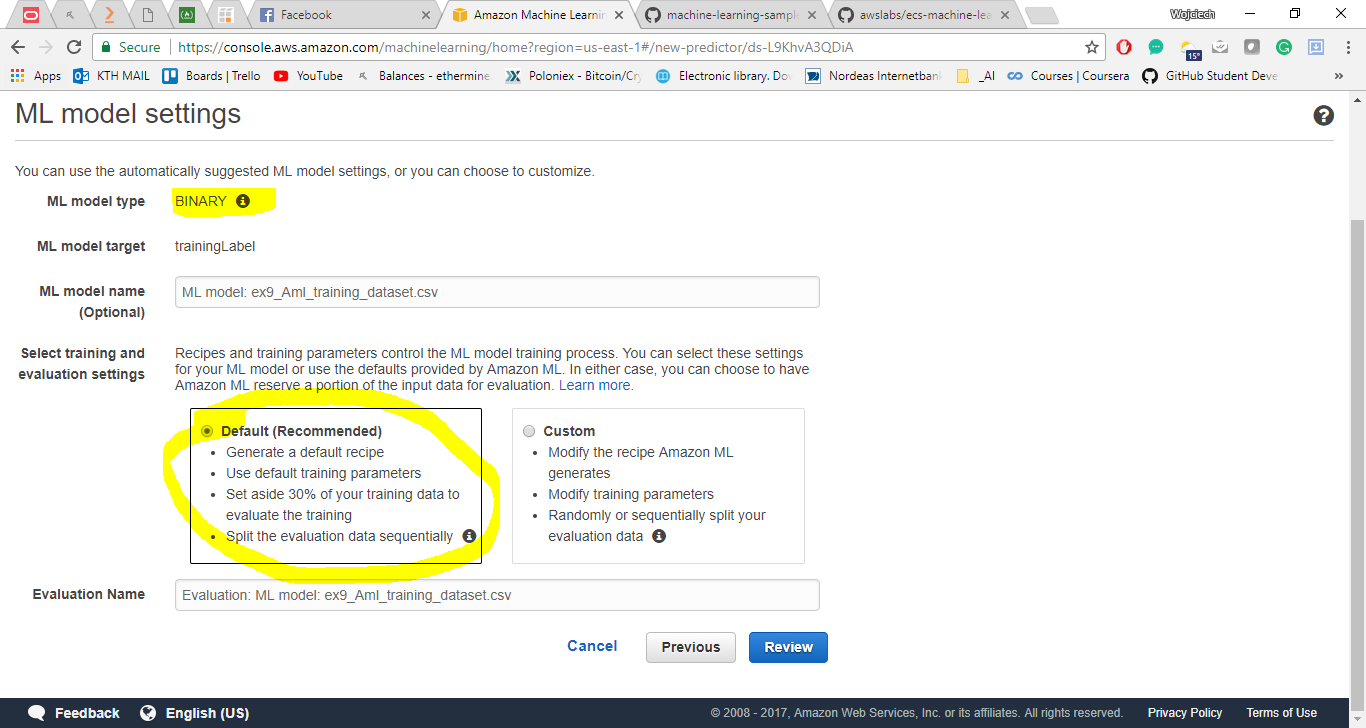 Facebook
Amazon Machine Learnin
machine-learning-sampl
awslabs/ecs-machine-lea
Wojciech
Secure
https://console.aws.amazon.com/machinelearning/home?region=us-east-1#/new-predictor/ds-L9KhvA3QDiA
15°
Apps
KTH MAIL
Boards | Trello
YouTube
Balances - ethermine.
Poloniex - Bitcoin/Cry
Electronic library. Dov
Nordeas Internetbank
_AI
Courses | Coursera
GitHub Student Deve
»
ML model settings
You can use the automatically suggested ML model settings, or you can choose to customize.
ML model type
BINARY
ML model target
trainingLabel
ML model name
(Optional)
ML model: ex9_Aml_training_dataset.csv
Select training and
evaluation settings
Recipes and training parameters control the ML model training process. You can select these settings
for your ML model or use the defaults provided by Amazon ML. In either case, you can choose to have
Amazon ML reserve a portion of the input data for evaluation. Learn more.
Default (Recommended)
• Generate a default recipe
• Use default training parameters
• Set aside 30% of your training data to
evaluate the training
• Split the evaluation data sequentially
Custom
• Modify the recipe Amazon ML
generates
• Modify training parameters
• Randomly or sequentially split your
evaluation data
Evaluation Name
Evaluation: ML model: ex9_Aml_training_dataset.csv
Cancel
Previous
Review
Feedback
English (US)
© 2008 - 2017, Amazon Web Services, Inc. or its affiliates. All rights reserved.
Privacy Policy
Terms of Use